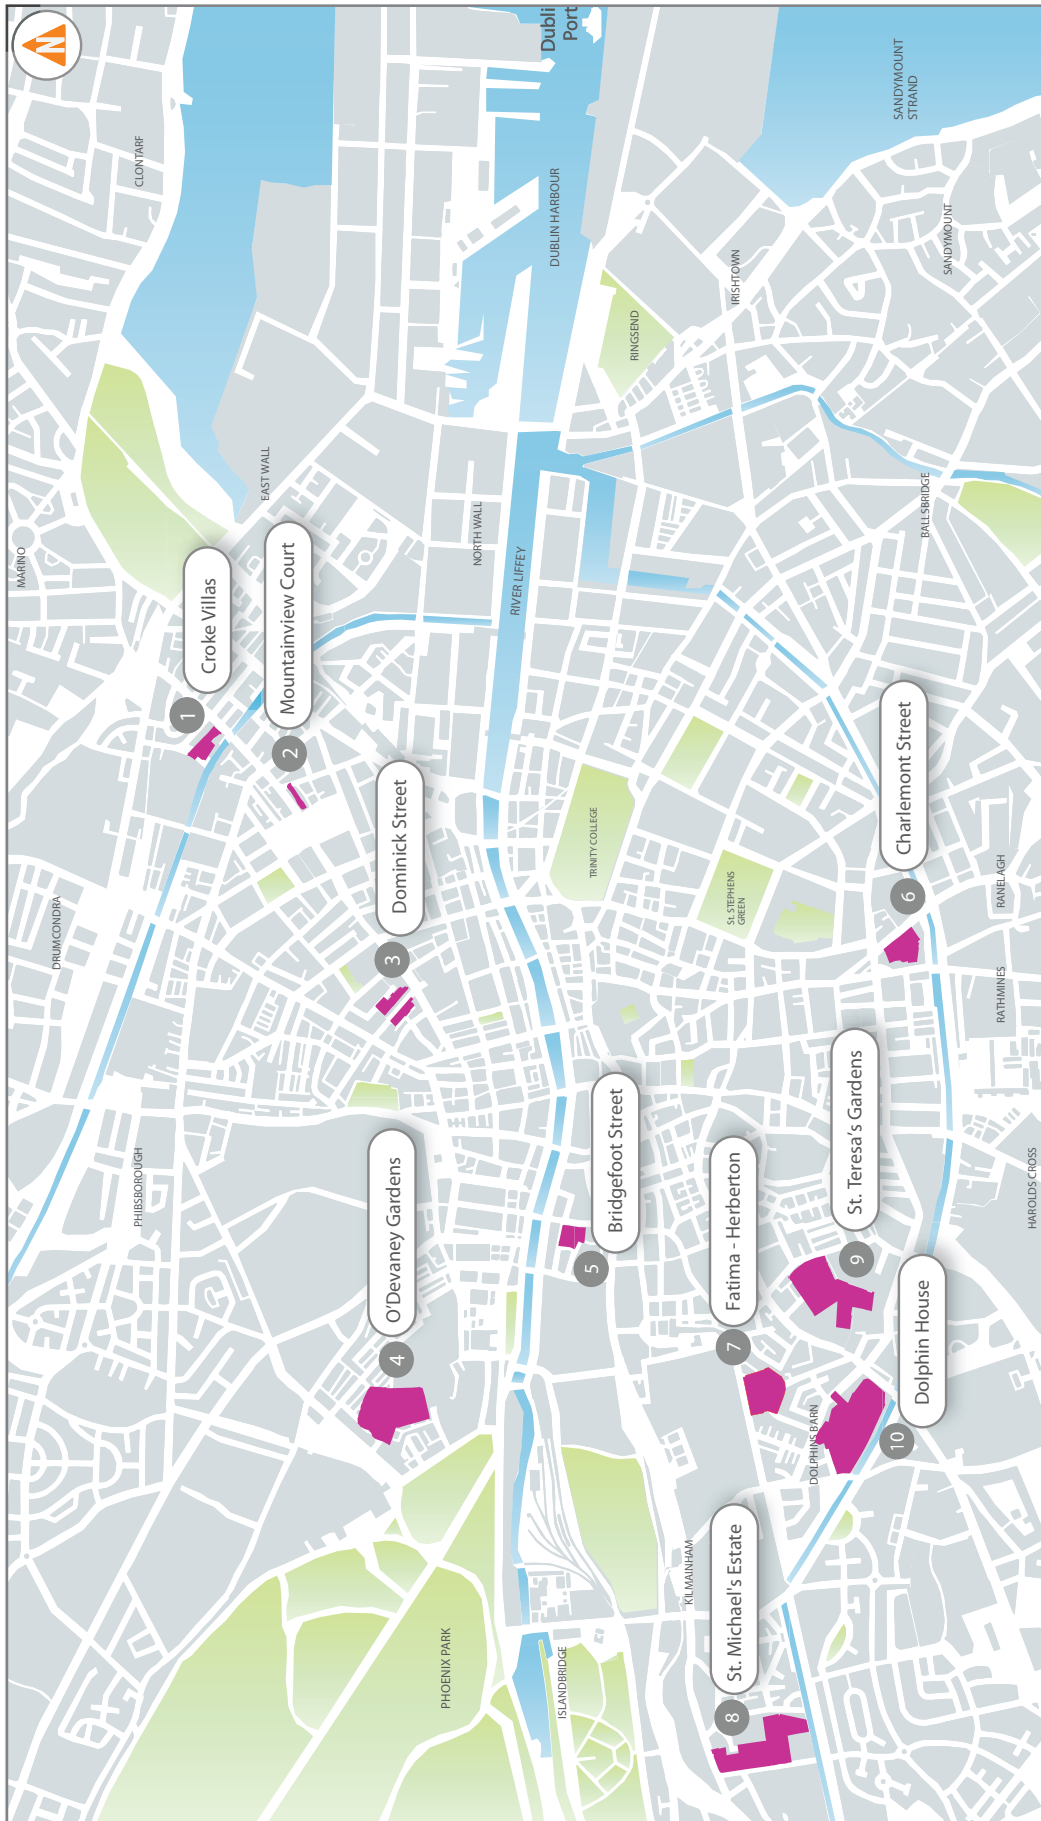 N
Dublin
Port
SANDYMOUNT
STRAND
CLONTARF
DUBLIN HARBOUR
SANDYMOUNT
IRISHTOWN
RINGSEND
EAST WALL
MARINO
NORTH WALL
BALLSBRIDGE
RIVER LIFFEY
1
Croke Villas
2
Mountainview Court
3
Dominick Street
TRINITY COLLEGE
St. STEPHENS
GREEN
6
Charlemont Street
RANELAGH
RATHMINES
DRUMCONDRA
PHIBSBOROUGH
4
O'Devaney Gardens
5
Bridgefoot Street
7
Fatima - Herberton
9
St. Teresa's Gardens
HAROLDS CROSS
10
Dolphin House
DOLPHINS BARN
KILMAINHAM
8
St. Michael's Estate
PHOENIX PARK
ISLANDBRIDGE